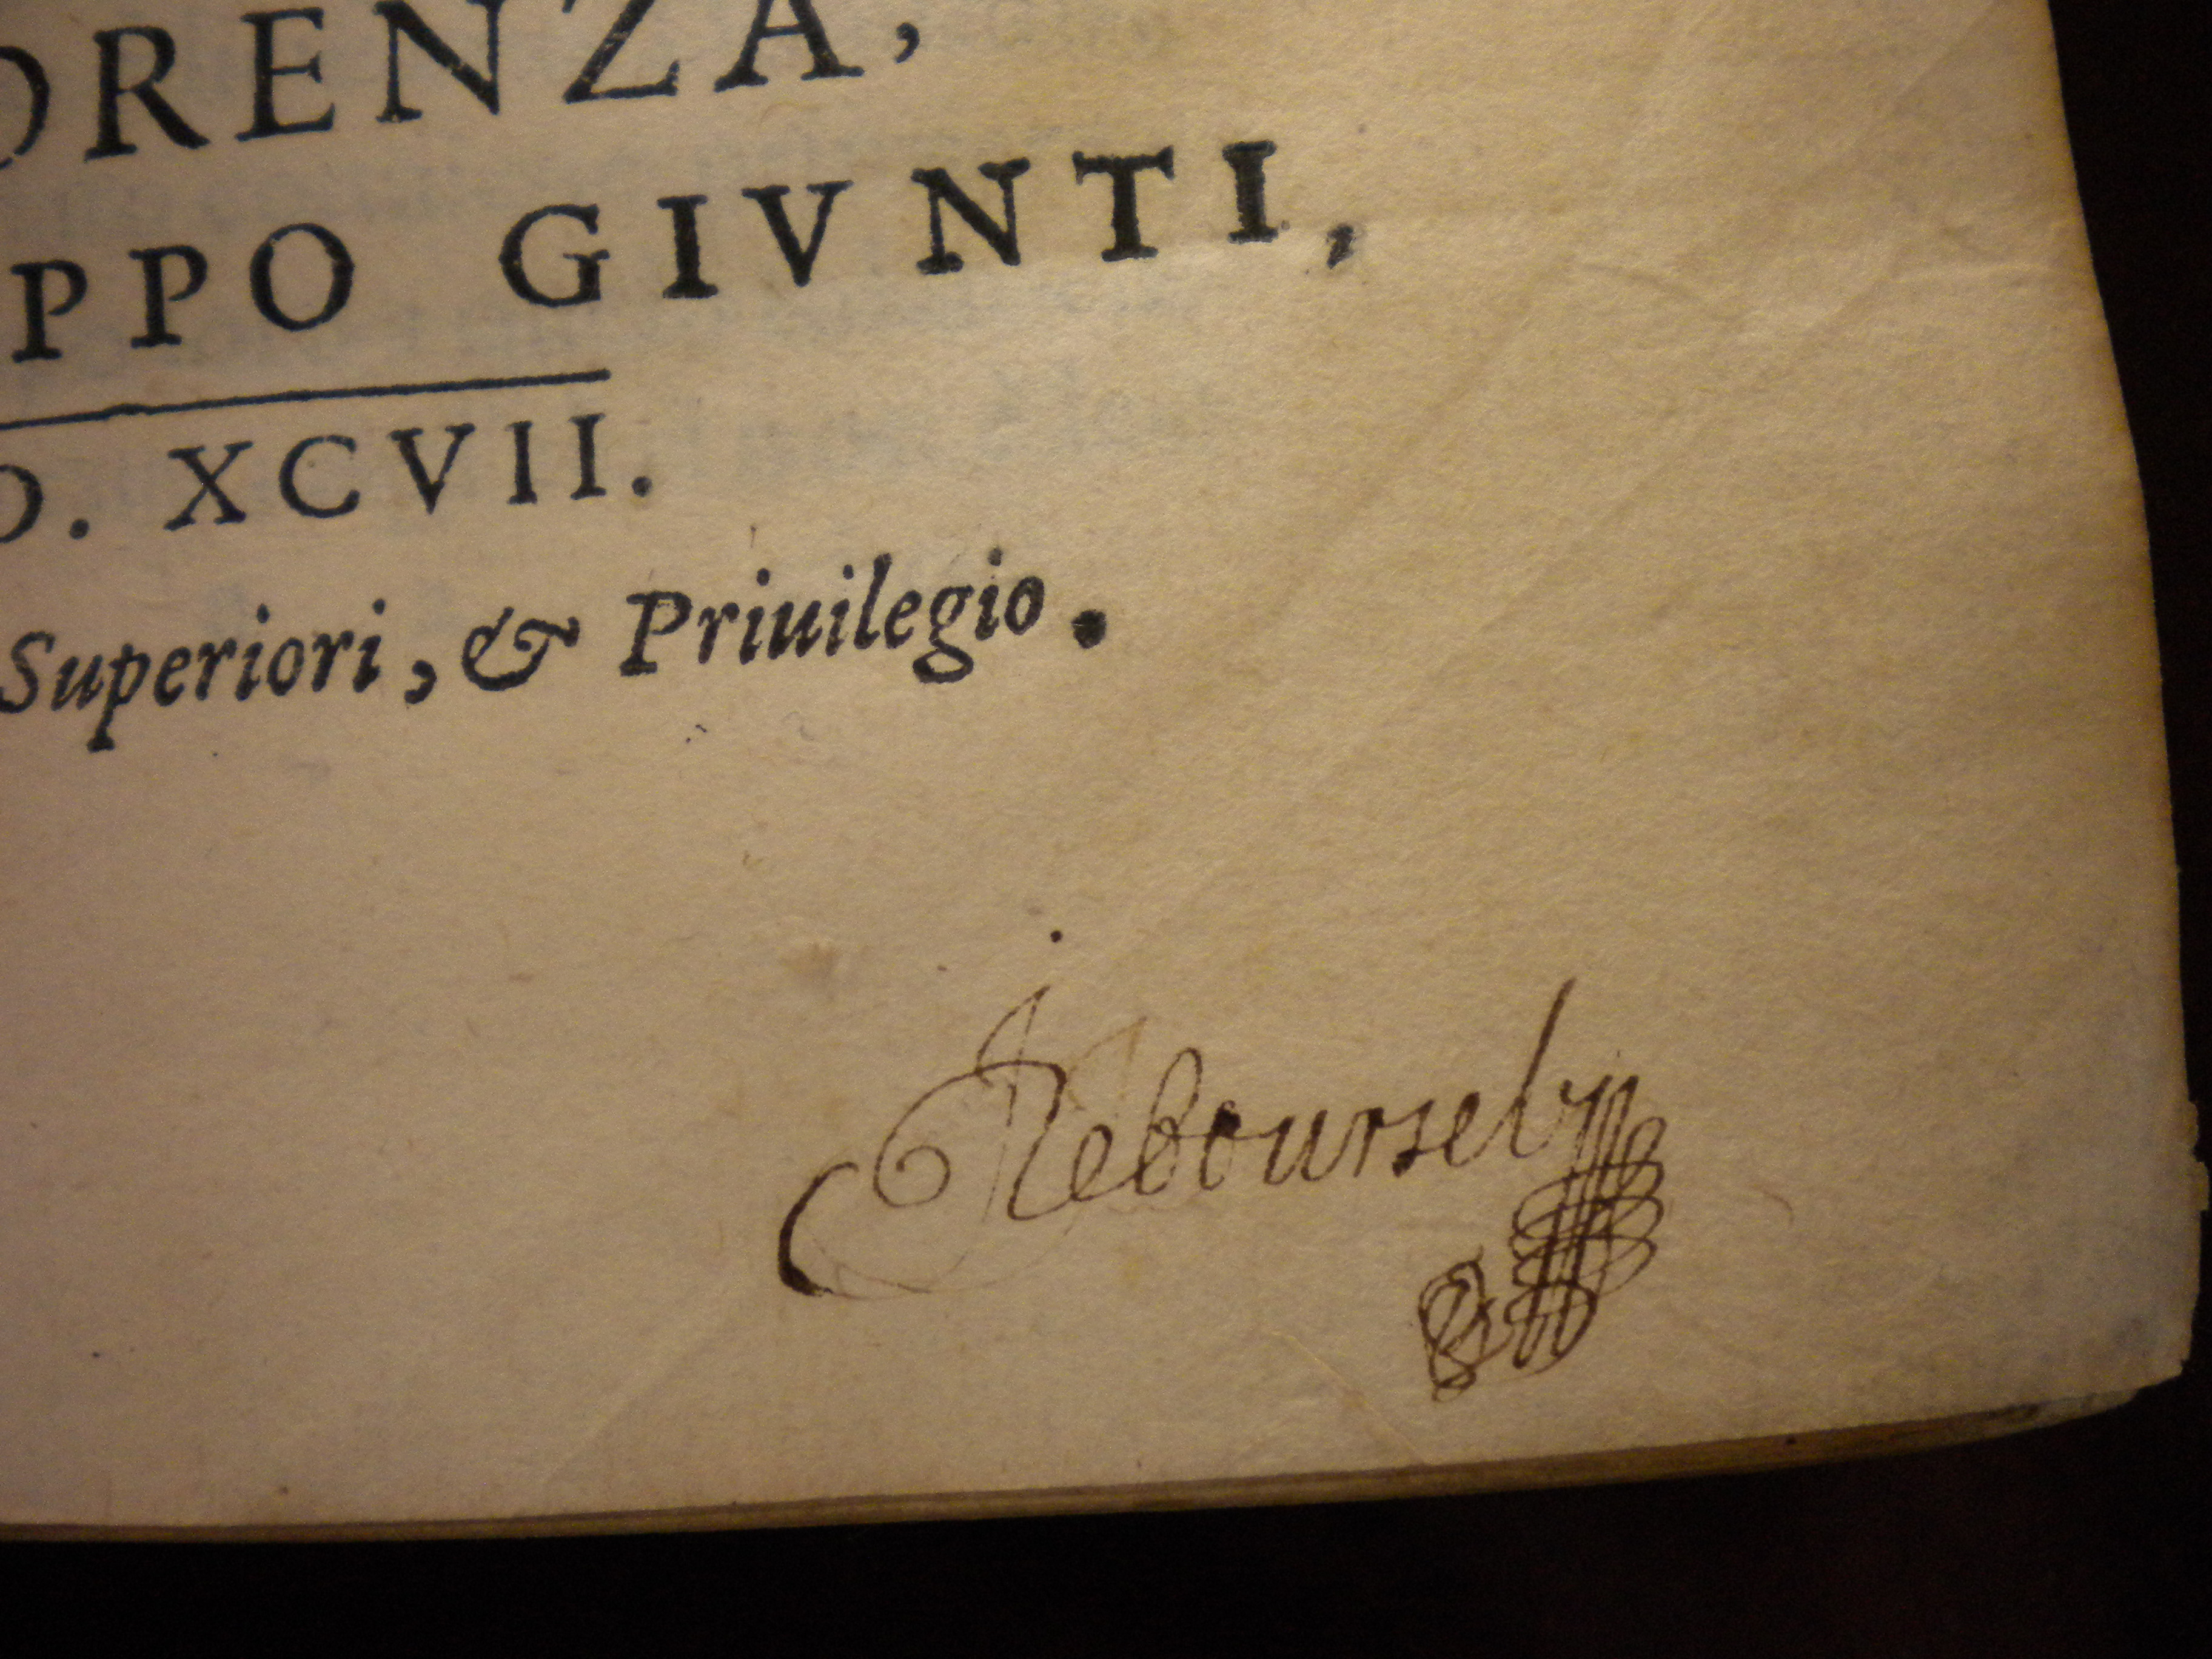 ORENZA,
PPO GIVNTI,
D. XCVII.
Superiori, & Priuilegio.
Reboursel